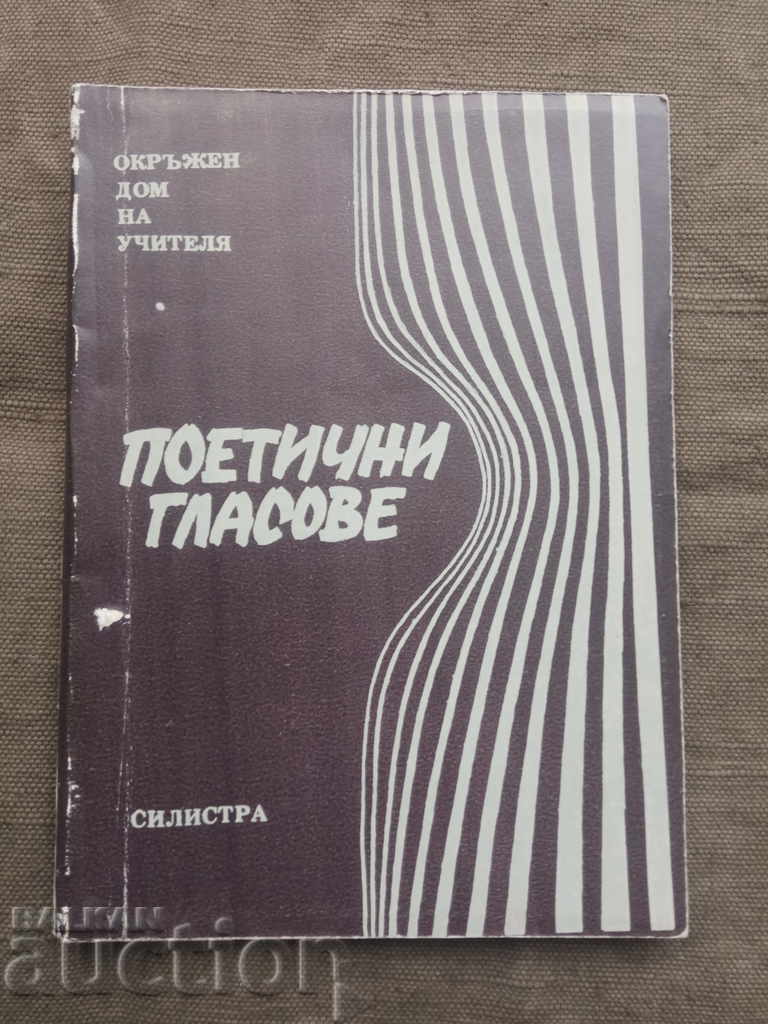 ОКРЪЖЕН
ДОМ
НА
УЧИТЕЛЯ
ПОЕТИЧНИ
ГЛАСОВЕ
СИЛИСТРА
BALKAN
auction